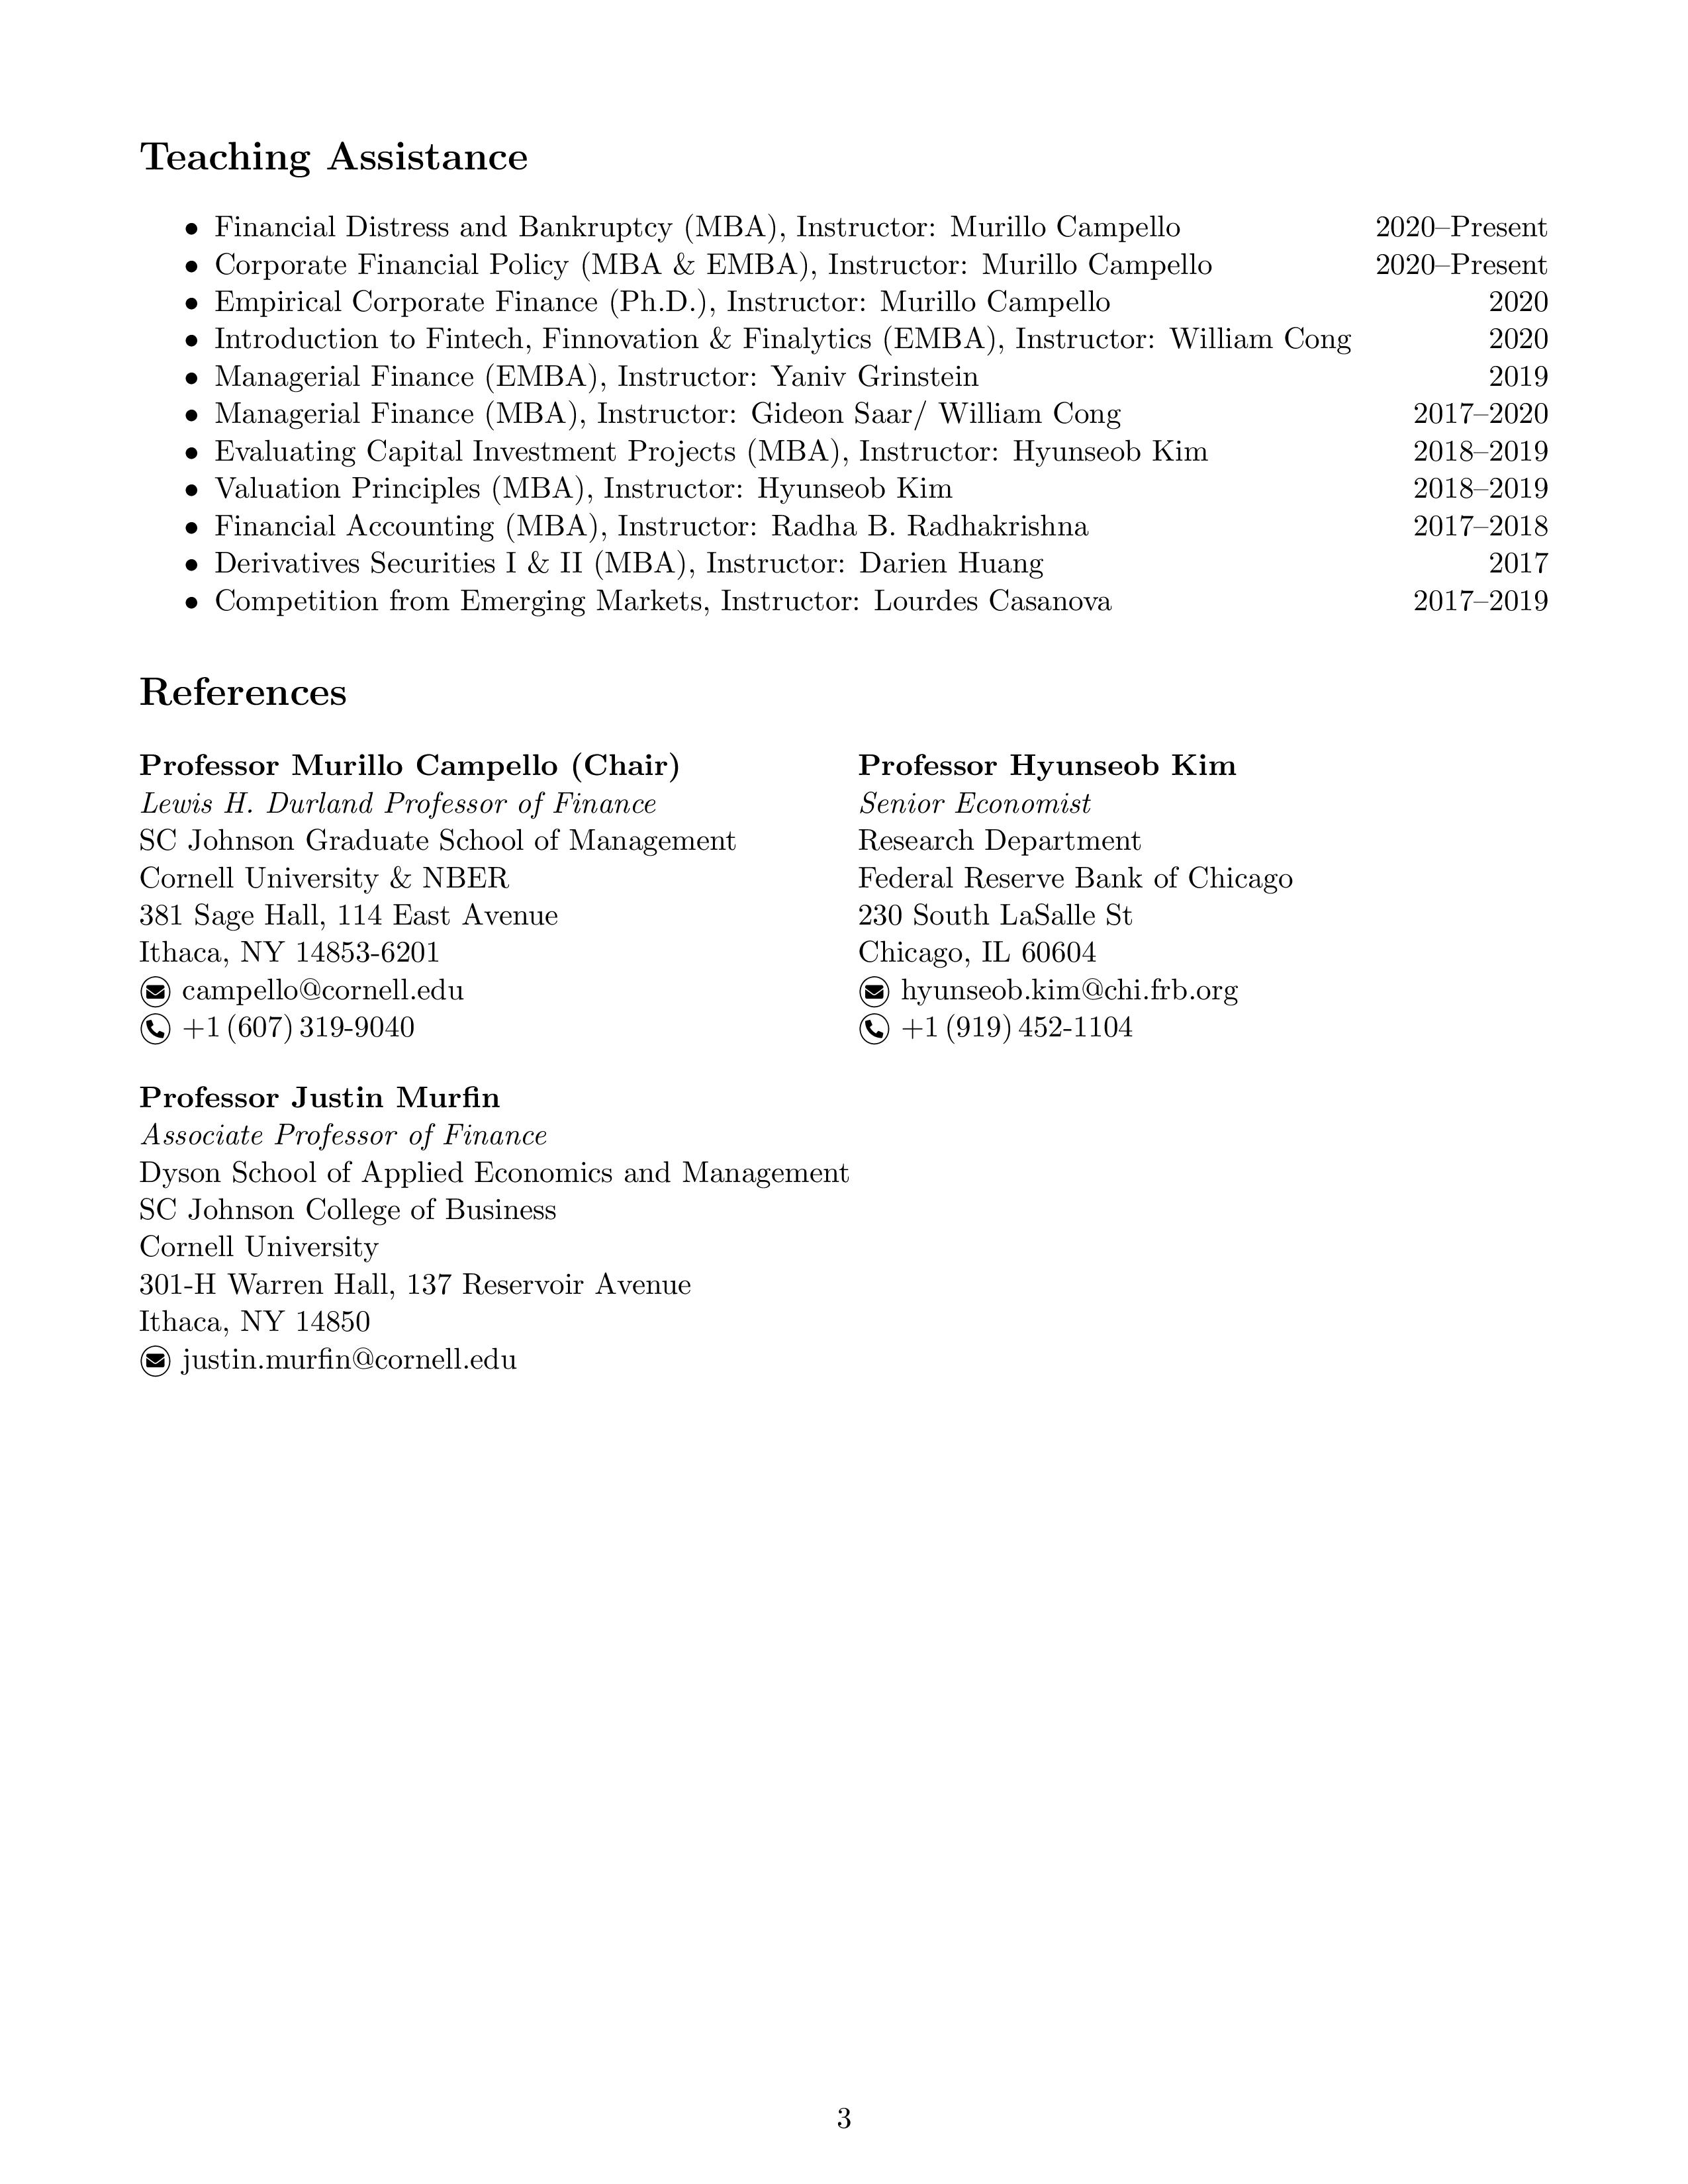 Teaching Assistance
• Financial Distress and Bankruptcy (MBA), Instructor: Murillo Campello 2020–Present
• Corporate Financial Policy (MBA & EMBA), Instructor: Murillo Campello 2020–Present
• Empirical Corporate Finance (Ph.D.), Instructor: Murillo Campello 2020
• Introduction to Fintech, Finnovation & Finalytics (EMBA), Instructor: William Cong 2020
• Managerial Finance (EMBA), Instructor: Yaniv Grinstein 2019
• Managerial Finance (MBA), Instructor: Gideon Saar/ William Cong 2017–2020
• Evaluating Capital Investment Projects (MBA), Instructor: Hyunseob Kim 2018–2019
• Valuation Principles (MBA), Instructor: Hyunseob Kim 2018–2019
• Financial Accounting (MBA), Instructor: Radha B. Radhakrishna 2017–2018
• Derivatives Securities I & II (MBA), Instructor: Darien Huang 2017
• Competition from Emerging Markets, Instructor: Lourdes Casanova 2017–2019
References
Professor Murillo Campello (Chair)
Lewis H. Durland Professor of Finance
SC Johnson Graduate School of Management
Cornell University & NBER
381 Sage Hall, 114 East Avenue
Ithaca, NY 14853-6201
campello@cornell.edu
+1 (607) 319-9040
Professor Hyunseob Kim
Senior Economist
Research Department
Federal Reserve Bank of Chicago
230 South LaSalle St
Chicago, IL 60604
hyunseob.kim@chi.frb.org
+1 (919) 452-1104
Professor Justin Murfin
Associate Professor of Finance
Dyson School of Applied Economics and Management
SC Johnson College of Business
Cornell University
301-H Warren Hall, 137 Reservoir Avenue
Ithaca, NY 14850
justin.murfin@cornell.edu
3